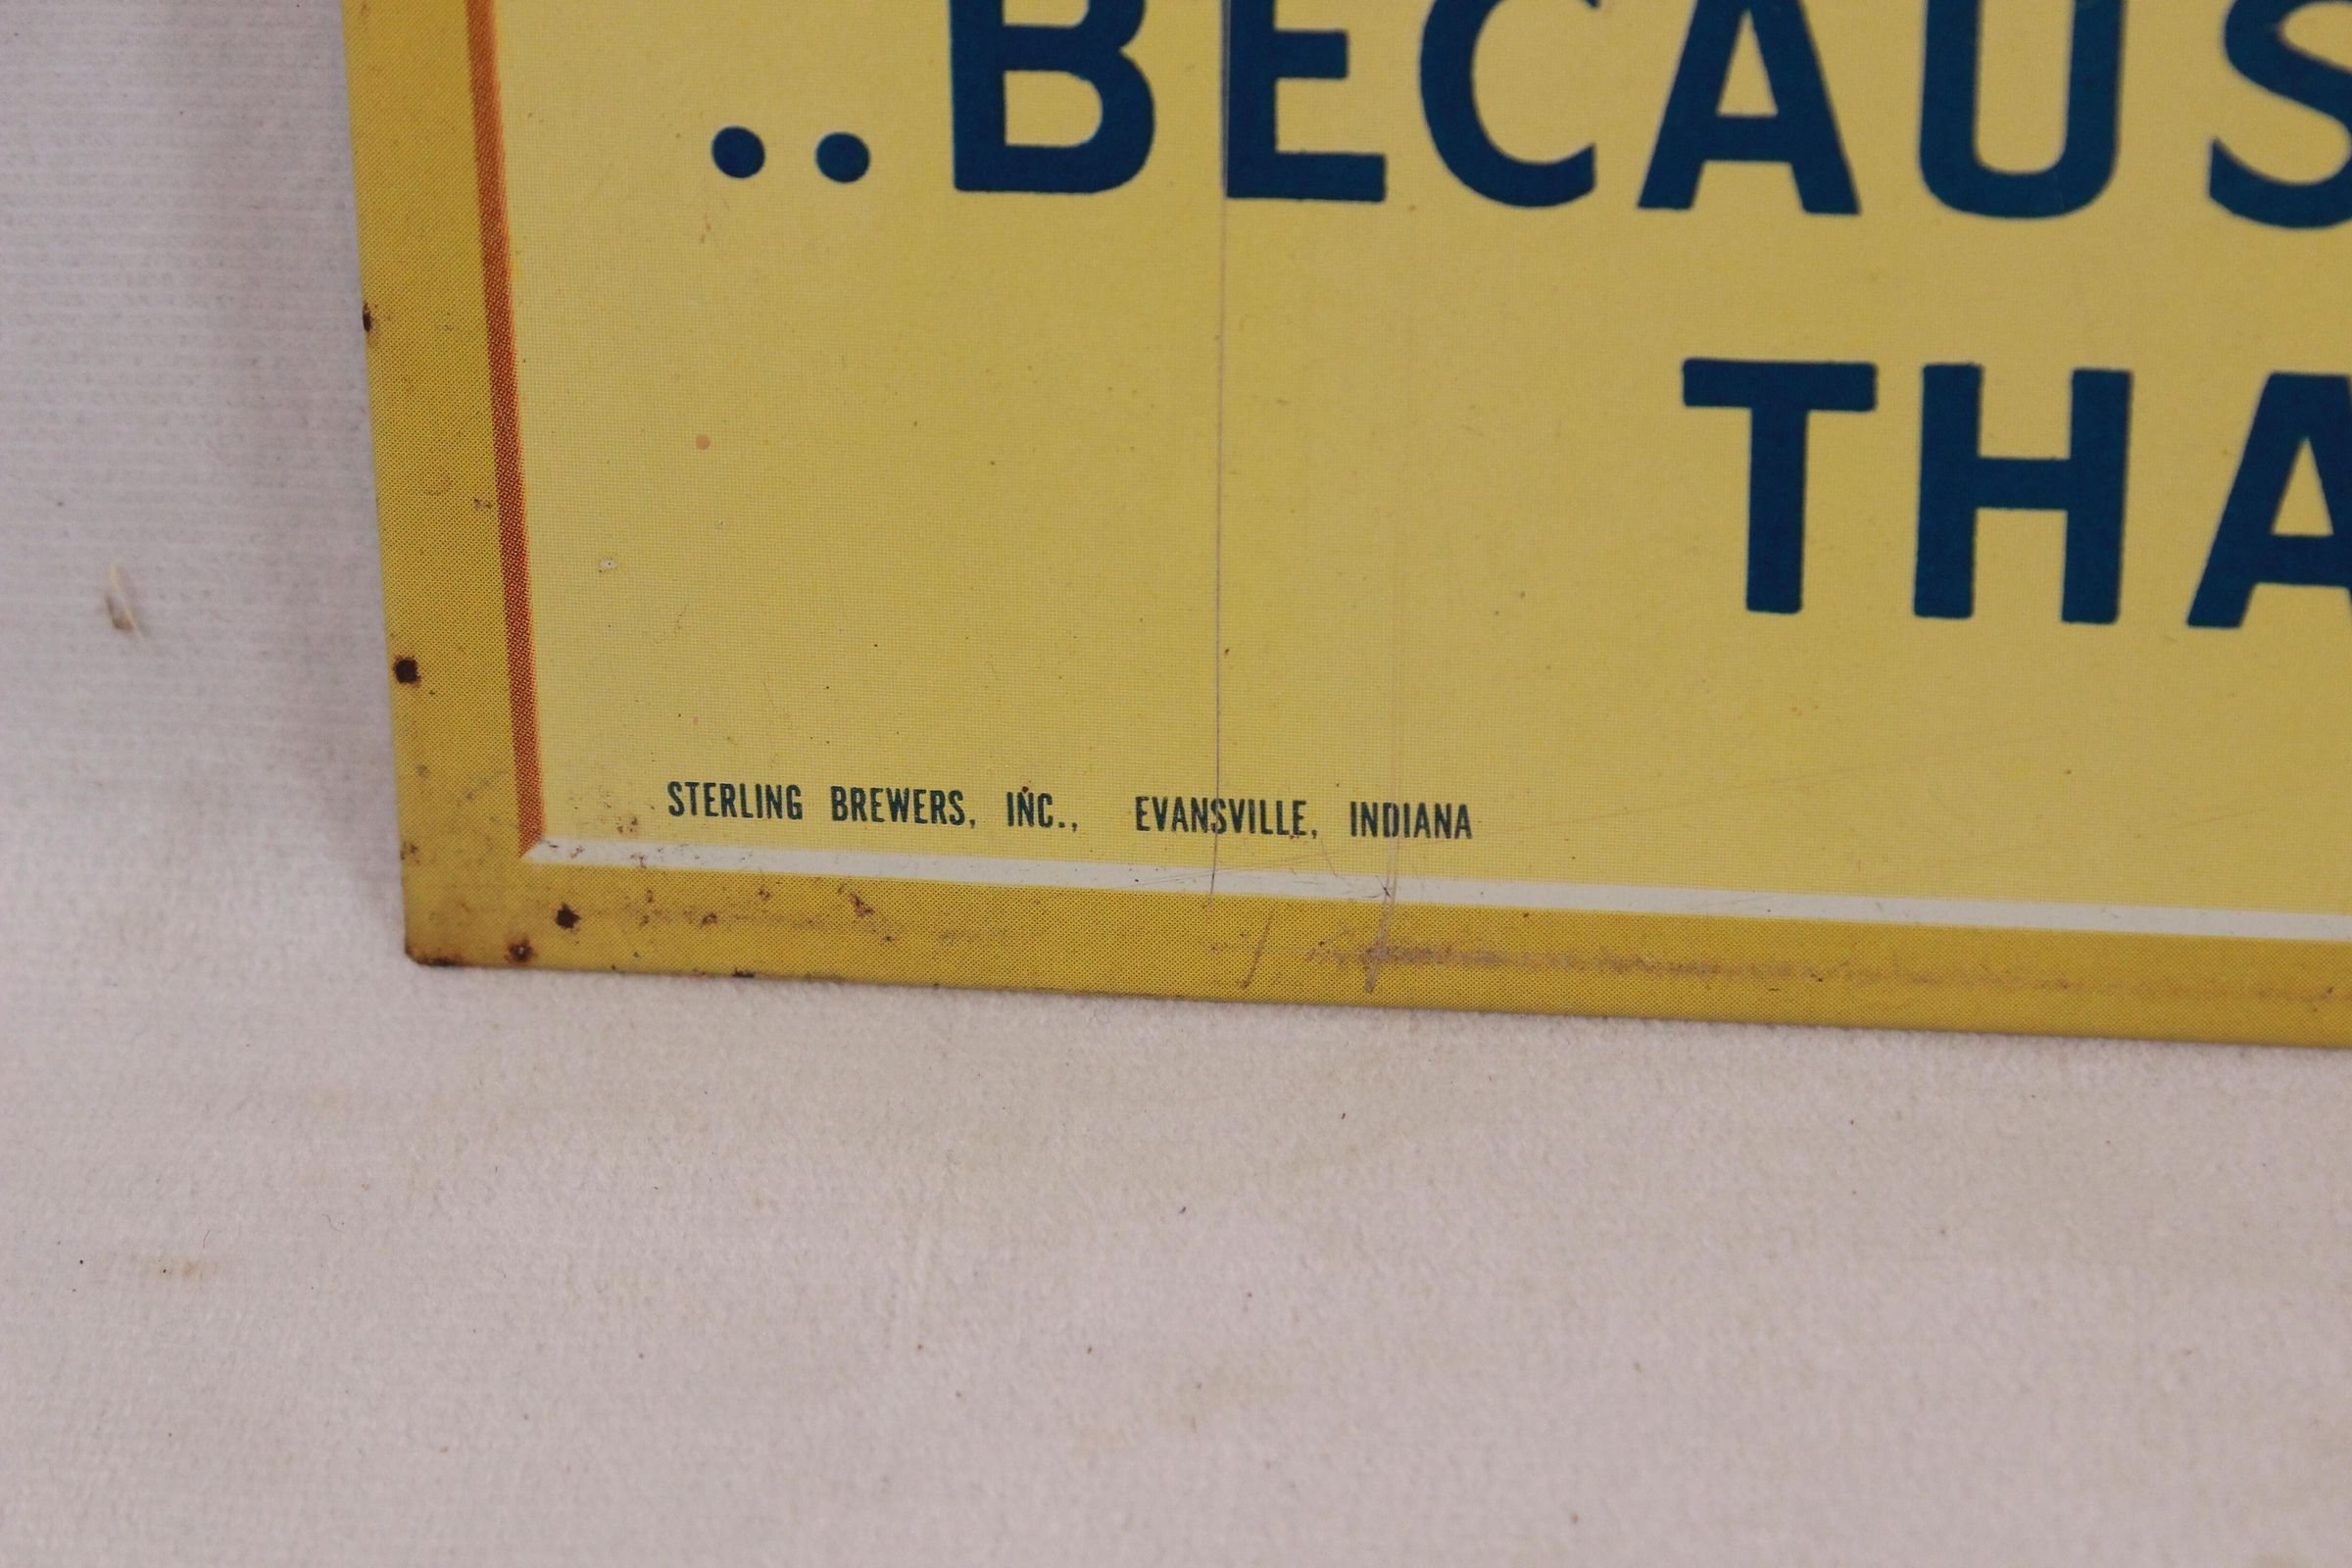 ..BECAUS
THA
STERLING BREWERS, INC., EVANSVILLE, INDIANA